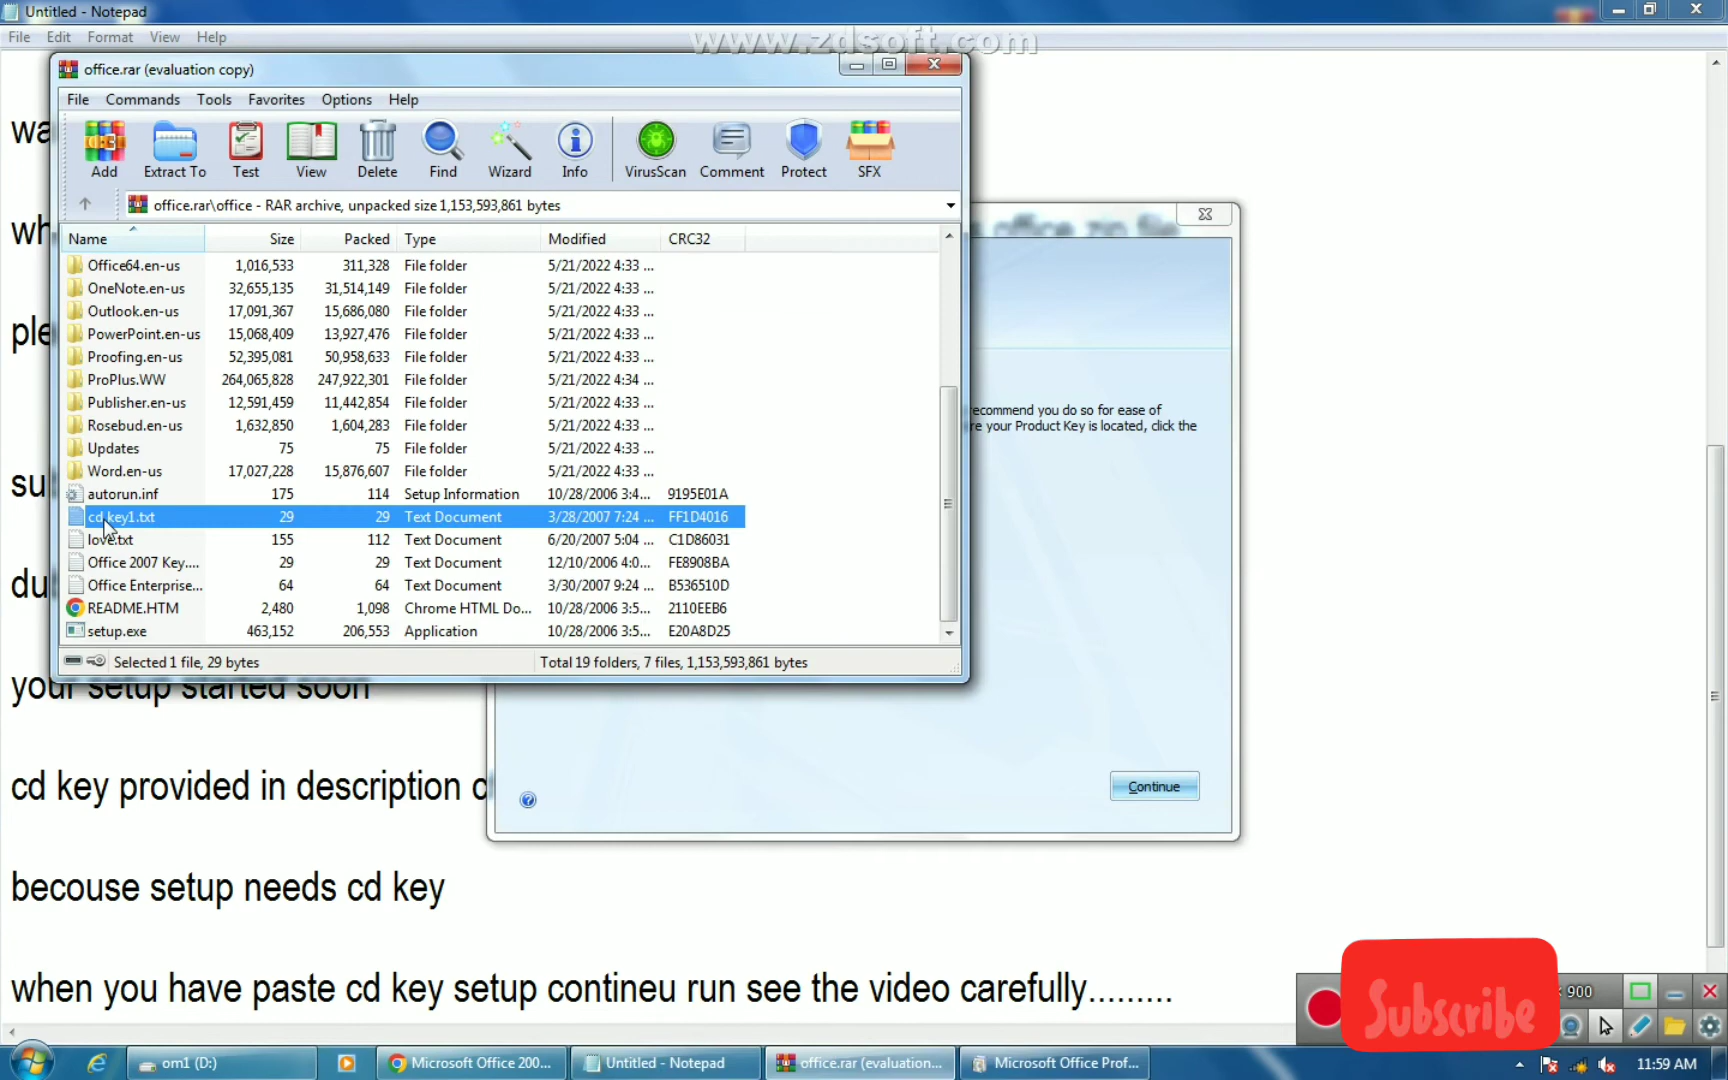 Untitled - Notepad
File Edit Format View Help
www.zdsoft.com
office.rar (evaluation copy)
File Commands Tools Favorites Options Help
Add Extract To Test View Delete Find Wizard Info VirusScan Comment Protect SFX
office.rar\office - RAR archive, unpacked size 1,153,593,861 bytes
Name Size Packed Type Modified CRC32
Office64.en-us 1,016,533 311,328 File folder 5/21/2022 4:33 ...
OneNote.en-us 32,655,135 31,514,149 File folder 5/21/2022 4:33 ...
Outlook.en-us 17,091,367 15,686,080 File folder 5/21/2022 4:33 ...
PowerPoint.en-us 15,068,409 13,927,476 File folder 5/21/2022 4:33 ...
Proofing.en-us 52,395,081 50,958,633 File folder 5/21/2022 4:33 ...
ProPlus.WW 264,065,828 247,922,301 File folder 5/21/2022 4:34 ...
Publisher.en-us 12,591,459 11,442,854 File folder 5/21/2022 4:33 ...
Rosebud.en-us 1,632,850 1,604,283 File folder 5/21/2022 4:33 ...
Updates 75 75 File folder 5/21/2022 4:33 ...
Word.en-us 17,027,228 15,876,607 File folder 5/21/2022 4:33 ...
autorun.inf 175 114 Setup Information 10/28/2006 3:4... 9195E01A
cd key1.txt 29 29 Text Document 3/28/2007 7:24 ... FF1D4016
love.txt 155 112 Text Document 6/20/2007 5:04 ... C1D86031
Office 2007 Key.... 29 29 Text Document 12/10/2006 4:0... FE8908BA
Office Enterprise... 64 64 Text Document 3/30/2007 9:24 ... B536510D
README.HTM 2,480 1,098 Chrome HTML Do... 10/28/2006 3:5... 2110EEB6
setup.exe 463,152 206,553 Application 10/28/2006 3:5... E20A8D25
Selected 1 file, 29 bytes Total 19 folders, 7 files, 1,153,593,861 bytes
office zip file
recommend you do so for ease of
re your Product Key is located, click the
Continue
wa
wh
ple
su
du
your setup started soon
cd key provided in description c
becouse setup needs cd key
when you have paste cd key setup contineu run see the video carefully.........
Subscribe
900
om1 (D:) Microsoft Office 200... Untitled - Notepad office.rar (evaluation... Microsoft Office Prof... 11:59 AM